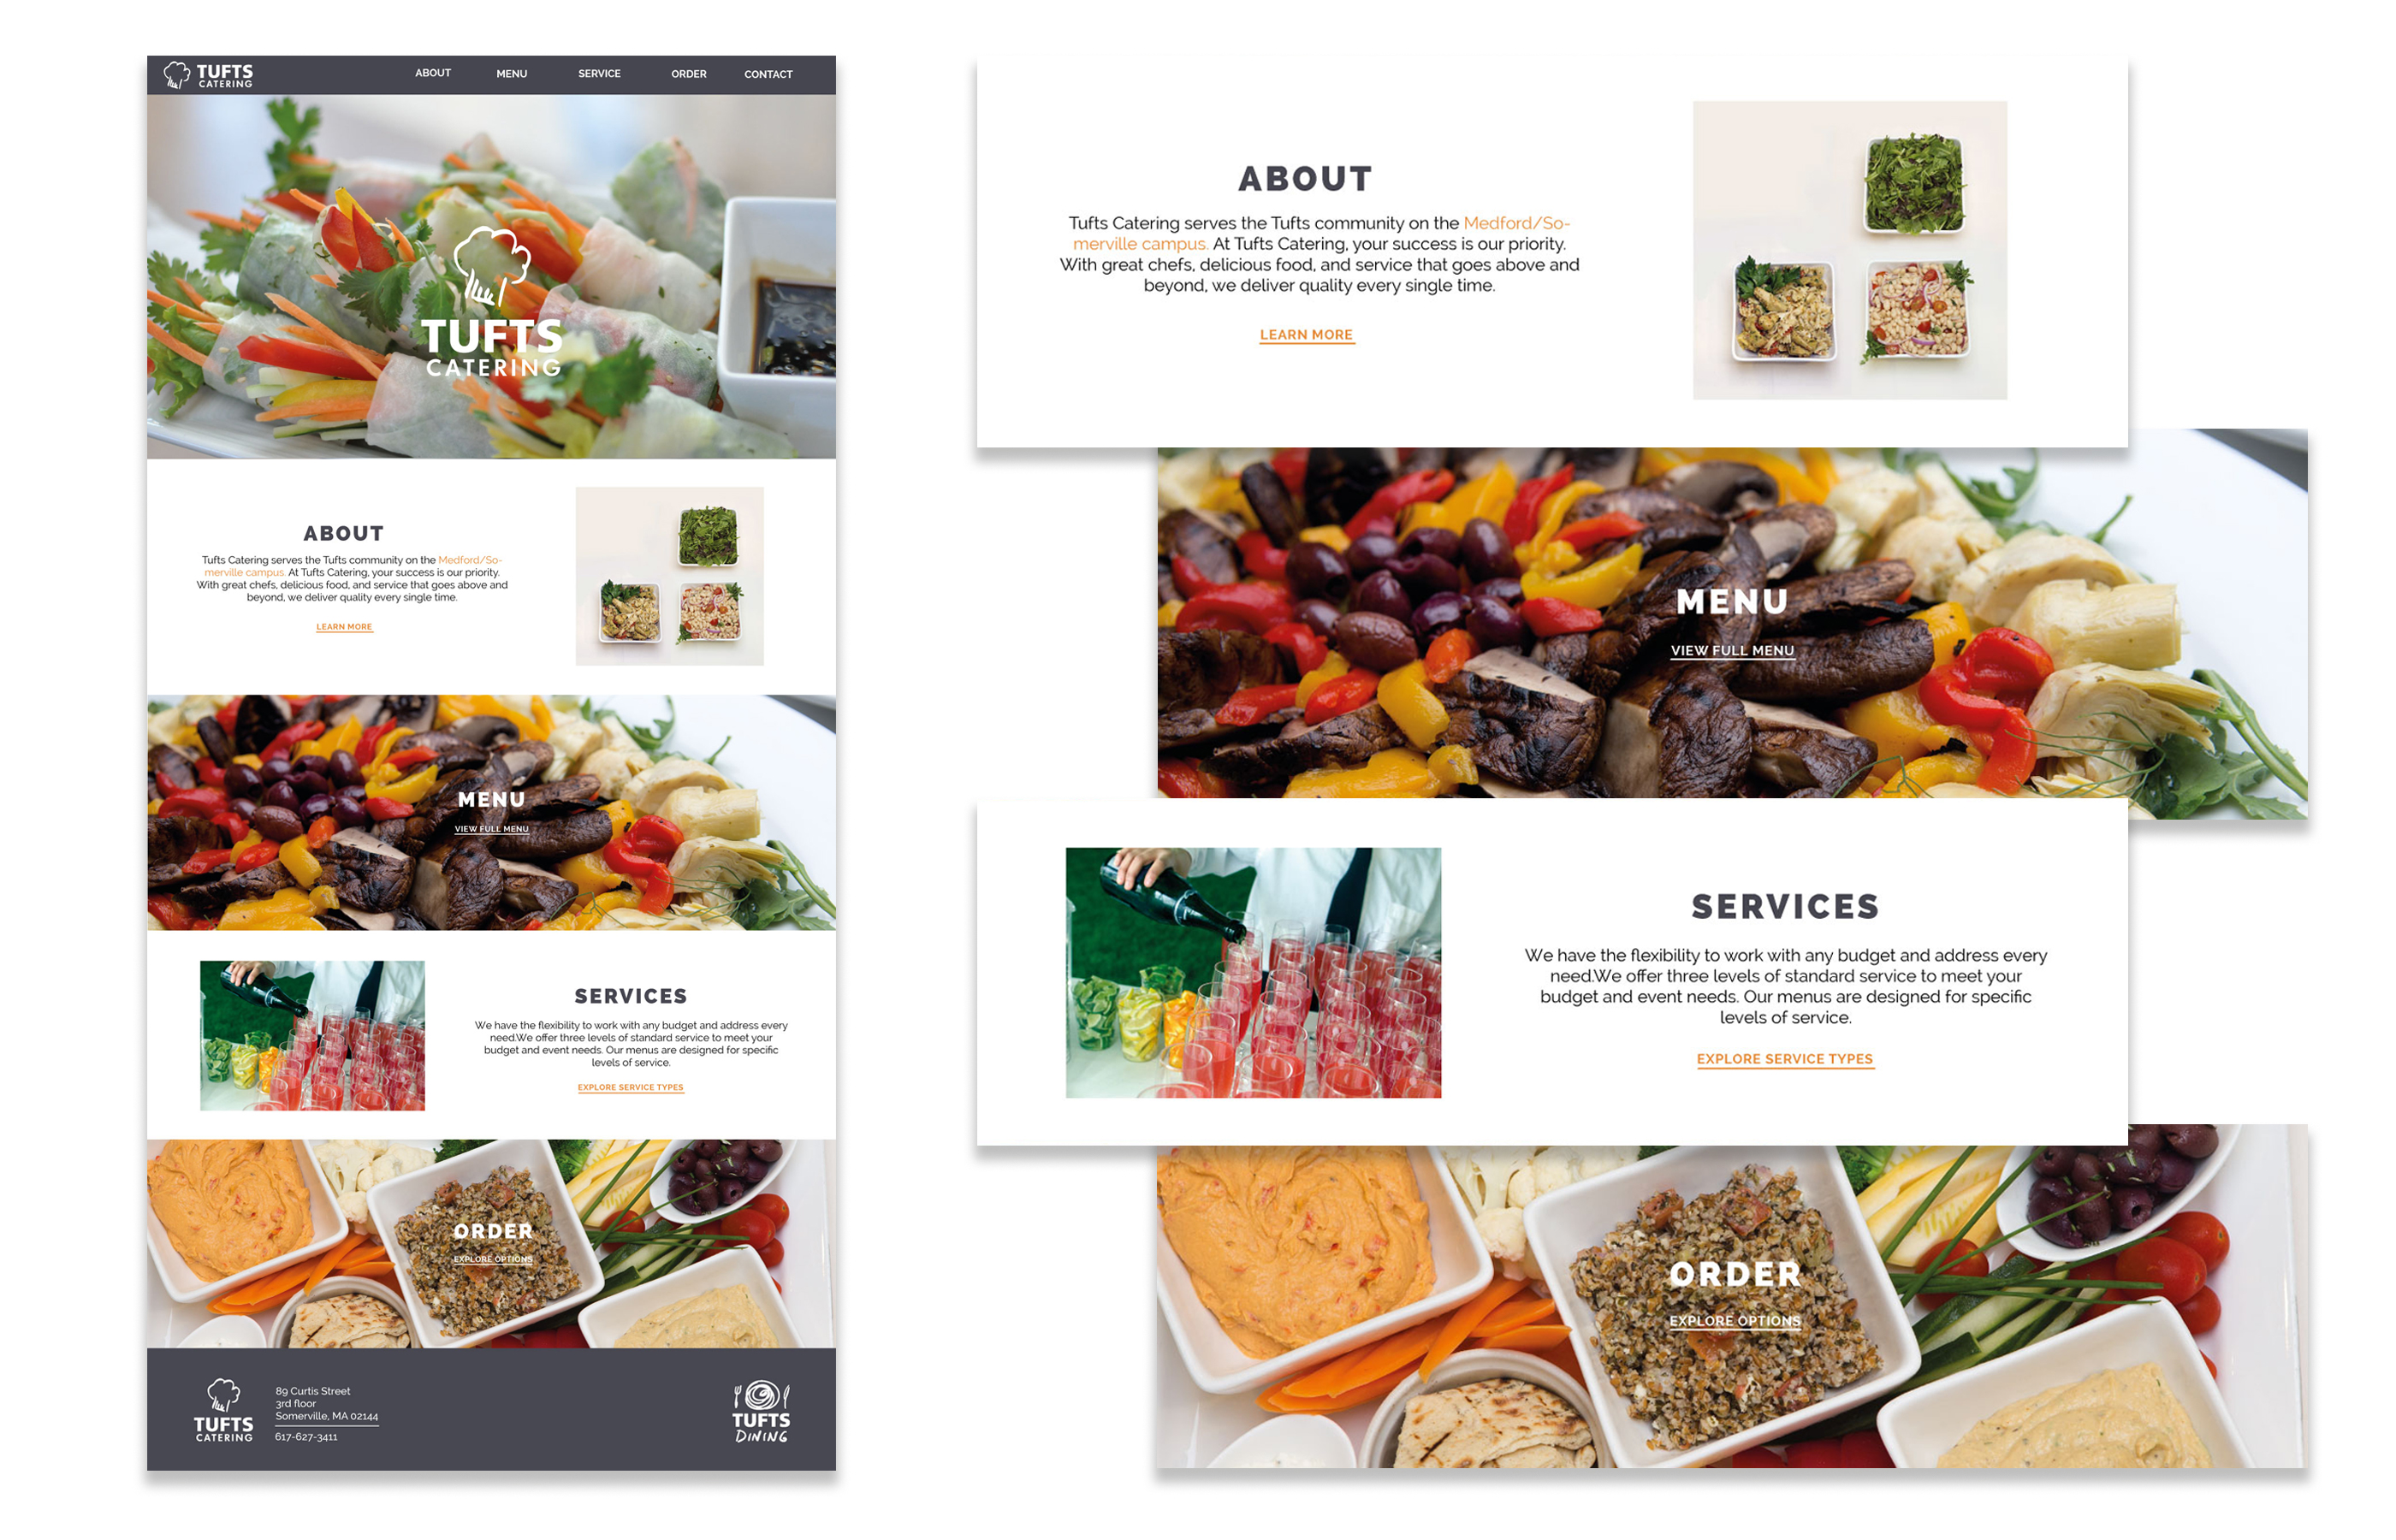 TUFTS
CATERING
ABOUT
MENU
SERVICE
ORDER
CONTACT
TUFTS
CATERING
ABOUT
Tufts Catering serves the Tufts community on the Medford/So-
merville campus. At Tufts Catering, your success is our priority.
With great chefs, delicious food, and service that goes above and
beyond, we deliver quality every single time.
LEARN MORE
MENU
VIEW FULL MENU
SERVICES
We have the flexibility to work with any budget and address every
need.We offer three levels of standard service to meet your
budget and event needs. Our menus are designed for specific
levels of service.
EXPLORE SERVICE TYPES
ORDER
EXPLORE OPTIONS
TUFTS
CATERING
89 Curtis Street
3rd floor
Somerville, MA 02144
617-627-3411
TUFTS
DINING
ABOUT
Tufts Catering serves the Tufts community on the Medford/So-
merville campus. At Tufts Catering, your success is our priority.
With great chefs, delicious food, and service that goes above and
beyond, we deliver quality every single time.
LEARN MORE
MENU
VIEW FULL MENU
SERVICES
We have the flexibility to work with any budget and address every
need.We offer three levels of standard service to meet your
budget and event needs. Our menus are designed for specific
levels of service.
EXPLORE SERVICE TYPES
ORDER
EXPLORE OPTIONS